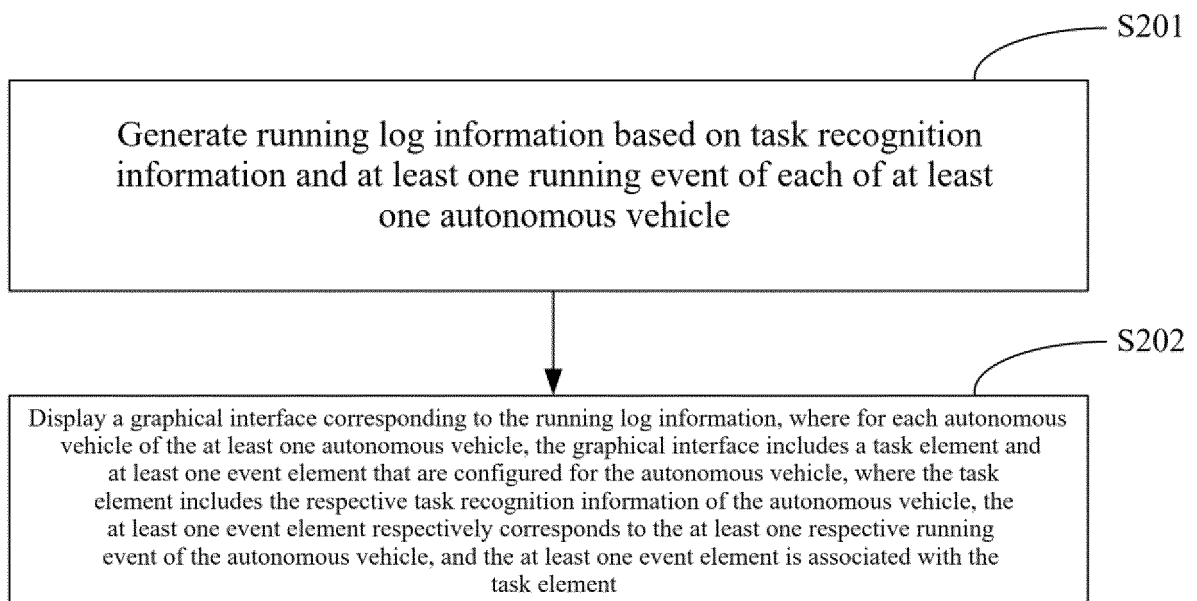 S201
Generate running log information based on task recognition
information and at least one running event of each of at least
one autonomous vehicle
S202
Display a graphical interface corresponding to the running log information, where for each autonomous
vehicle of the at least one autonomous vehicle, the graphical interface includes a task element and
at least one event element that are configured for the autonomous vehicle, where the task
element includes the respective task recognition information of the autonomous vehicle, the
at least one event element respectively corresponds to the at least one respective running
event of the autonomous vehicle, and the at least one event element is associated with the
task element